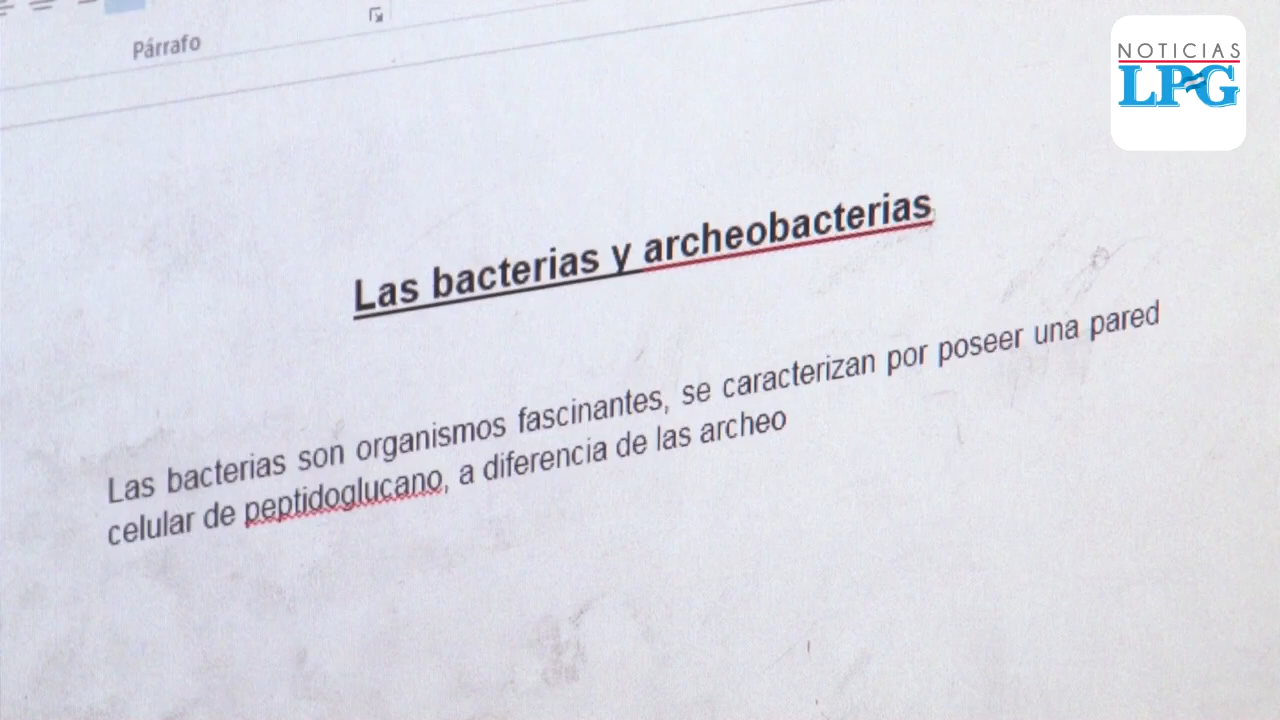 Párrafo
NOTICIAS
LPG
Las bacterias y archeobacterias
Las bacterias son organismos fascinantes, se caracterizan por poseer una pared
celular de peptidoglucano, a diferencia de las archeo